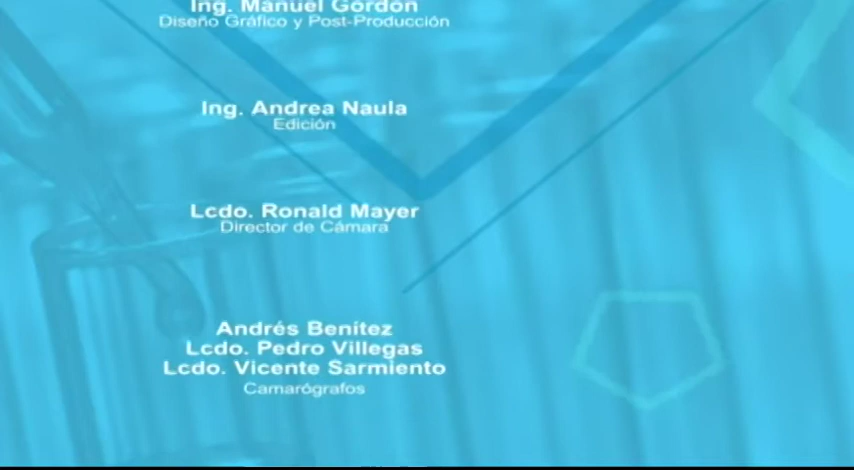 Ing. Manuel Gordón
Diseño Gráfico y Post-Producción
Ing. Andrea Naula
Edición
Lcdo. Ronald Mayer
Director de Cámara
Andrés Benítez
Lcdo. Pedro Villegas
Lcdo. Vicente Sarmiento
Camarógrafos